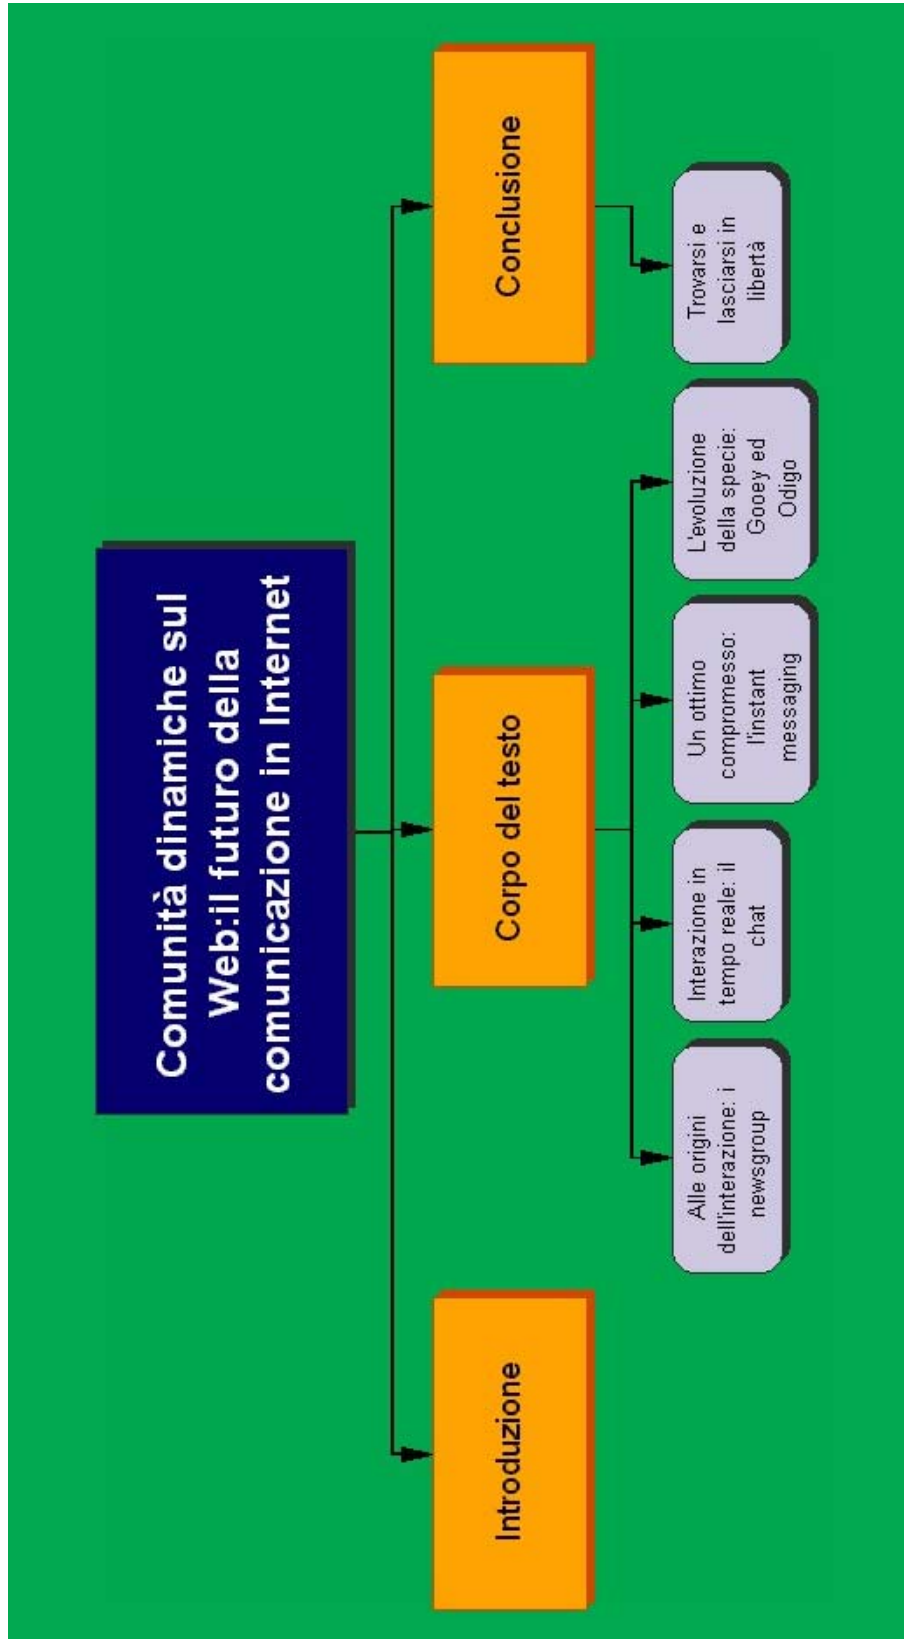 Comunità dinamiche sul
Web:il futuro della
comunicazione in Internet
Introduzione
Corpo del testo
Conclusione
Alle origini
dell'interazione: i
newsgroup
Interazione in
tempo reale: il
chat
Un ottimo
compromesso:
l'instant
messaging
L'evoluzione
della specie:
Gooey ed
Odigo
Trovarsi e
lasciarsi in
libertà